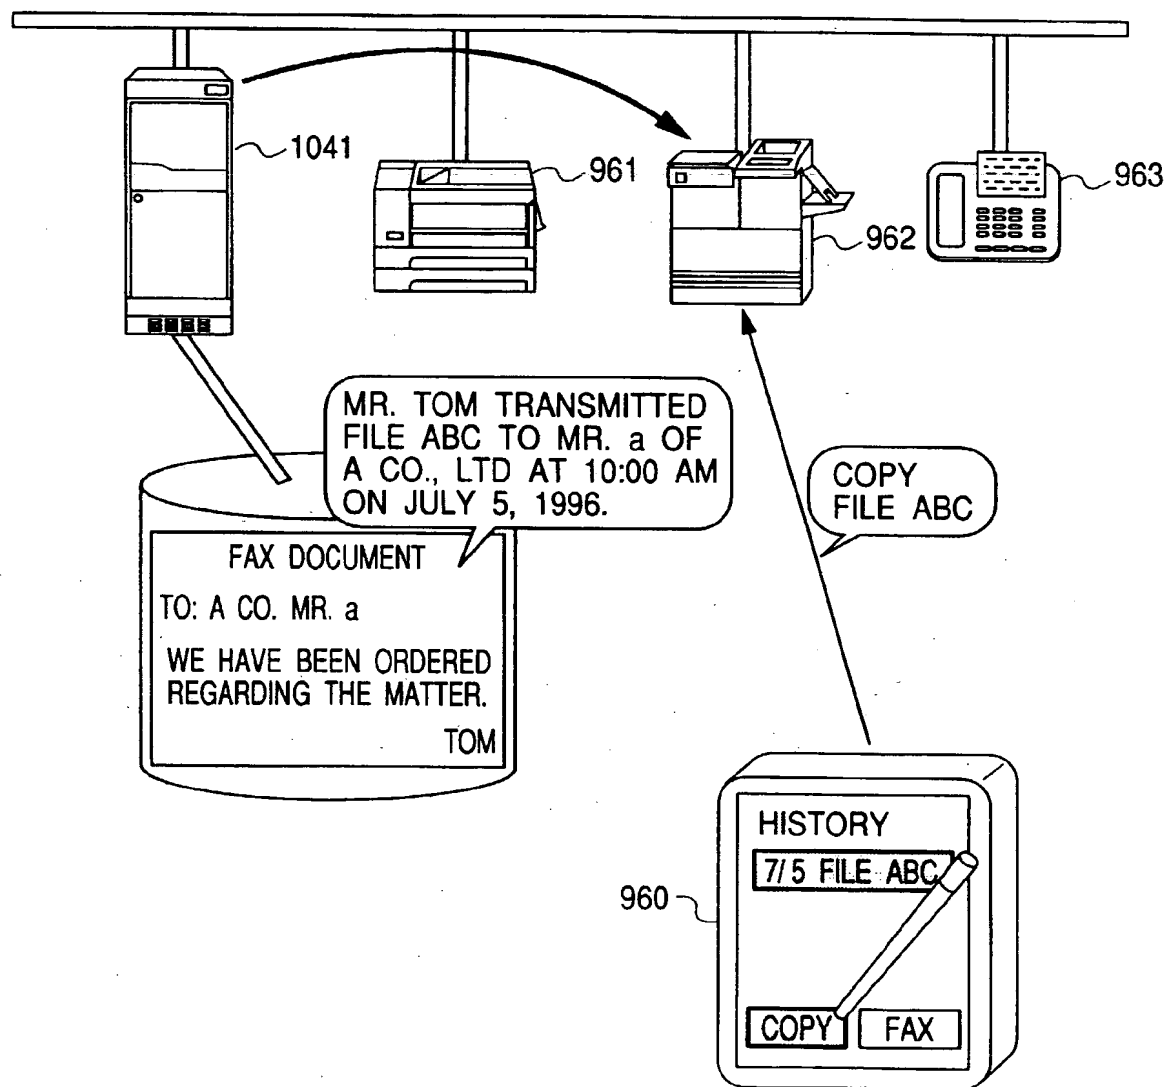 1041
961
962
963
MR. TOM TRANSMITTED
FILE ABC TO MR. a OF
A CO., LTD AT 10:00 AM
ON JULY 5, 1996.
COPY
FILE ABC
FAX DOCUMENT
TO: A CO. MR. a
WE HAVE BEEN ORDERED
REGARDING THE MATTER.
TOM
960
HISTORY
7/5 FILE ABC
COPY
FAX